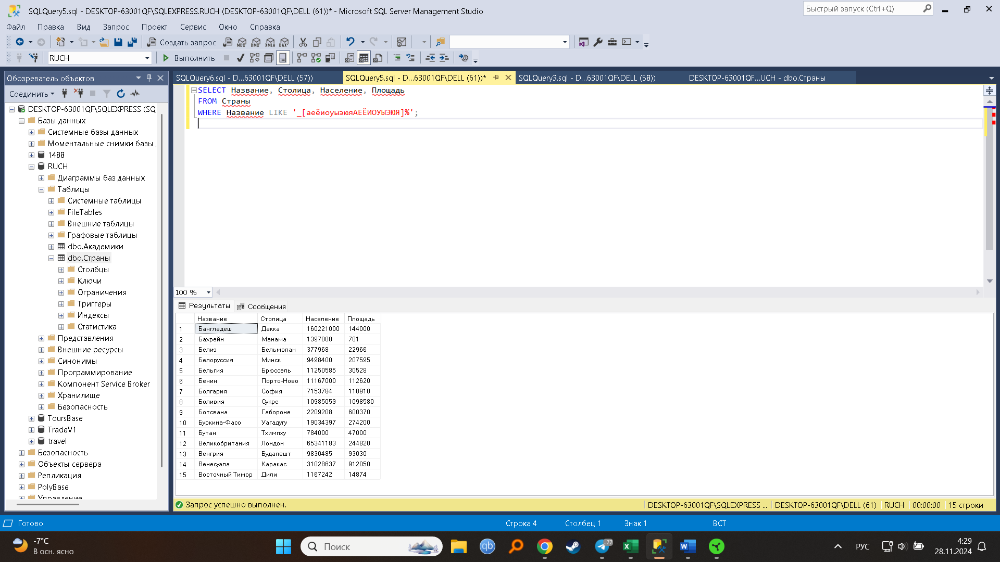 SQLQuery5.sql - DESKTOP-63001QF\SQLEXPRESS.RUCH (DESKTOP-63001QF\DELL (61))* - Microsoft SQL Server Management Studio
Быстрый запуск (Ctrl+Q)
Файл Правка Вид Запрос Проект Сервис Окно Справка
Создать запрос
MDX DMX XMLA DAX
RUCH
Выполнить
Обозреватель объектов
Соединить
DESKTOP-63001QF\SQLEXPRESS (SQ
Базы данных
Системные базы данных
Моментальные снимки базы
1488
RUCH
Диаграммы баз данных
Таблицы
Системные таблицы
FileTables
Внешние таблицы
Графовые таблицы
dbo.Академики
dbo.Страны
Столбцы
Ключи
Ограничения
Триггеры
Индексы
Статистика
Представления
Внешние ресурсы
Синонимы
Программирование
Компонент Service Broker
Хранилище
Безопасность
ToursBase
TradeV1
travel
Безопасность
Объекты сервера
Репликация
PolyBase
Управление
SQLQuery6.sql - D...63001QF\DELL (57))
SQLQuery5.sql - D...63001QF\DELL (61))*
SQLQuery3.sql - D...63001QF\DELL (58))
DESKTOP-63001QF...UCH - dbo.Страны
SELECT Название, Столица, Население, Площадь
FROM Страны
WHERE Название LIKE '_[аеёиоуыэюяАЕЁИОУЫЭЮЯ]%';
100 %
Результаты Сообщения
Название Столица Население Площадь
1 Бангладеш Дакка 160221000 144000
2 Бахрейн Манама 1397000 701
3 Белиз Бельмопан 377968 22966
4 Белоруссия Минск 9498400 207595
5 Бельгия Брюссель 11250585 30528
6 Бенин Порто-Ново 11167000 112620
7 Болгария София 7153784 110910
8 Боливия Сукре 10985059 1098580
9 Ботсвана Габороне 2209208 600370
10 Буркина-Фасо Уагадугу 19034397 274200
11 Бутан Тхимпху 784000 47000
12 Великобритания Лондон 65341183 244820
13 Венгрия Будапешт 9830485 93030
14 Венесуэла Каракас 31028637 912050
15 Восточный Тимор Дили 1167242 14874
Запрос успешно выполнен.
DESKTOP-63001QF\SQLEXPRESS ... DESKTOP-63001QF\DELL (61) RUCH 00:00:00 15 строки
Готово
Строка 4 Столбец 1 Знак 1 ВСТ
-7°C
В осн. ясно
Поиск
qb
77
РУС
4:29
28.11.2024